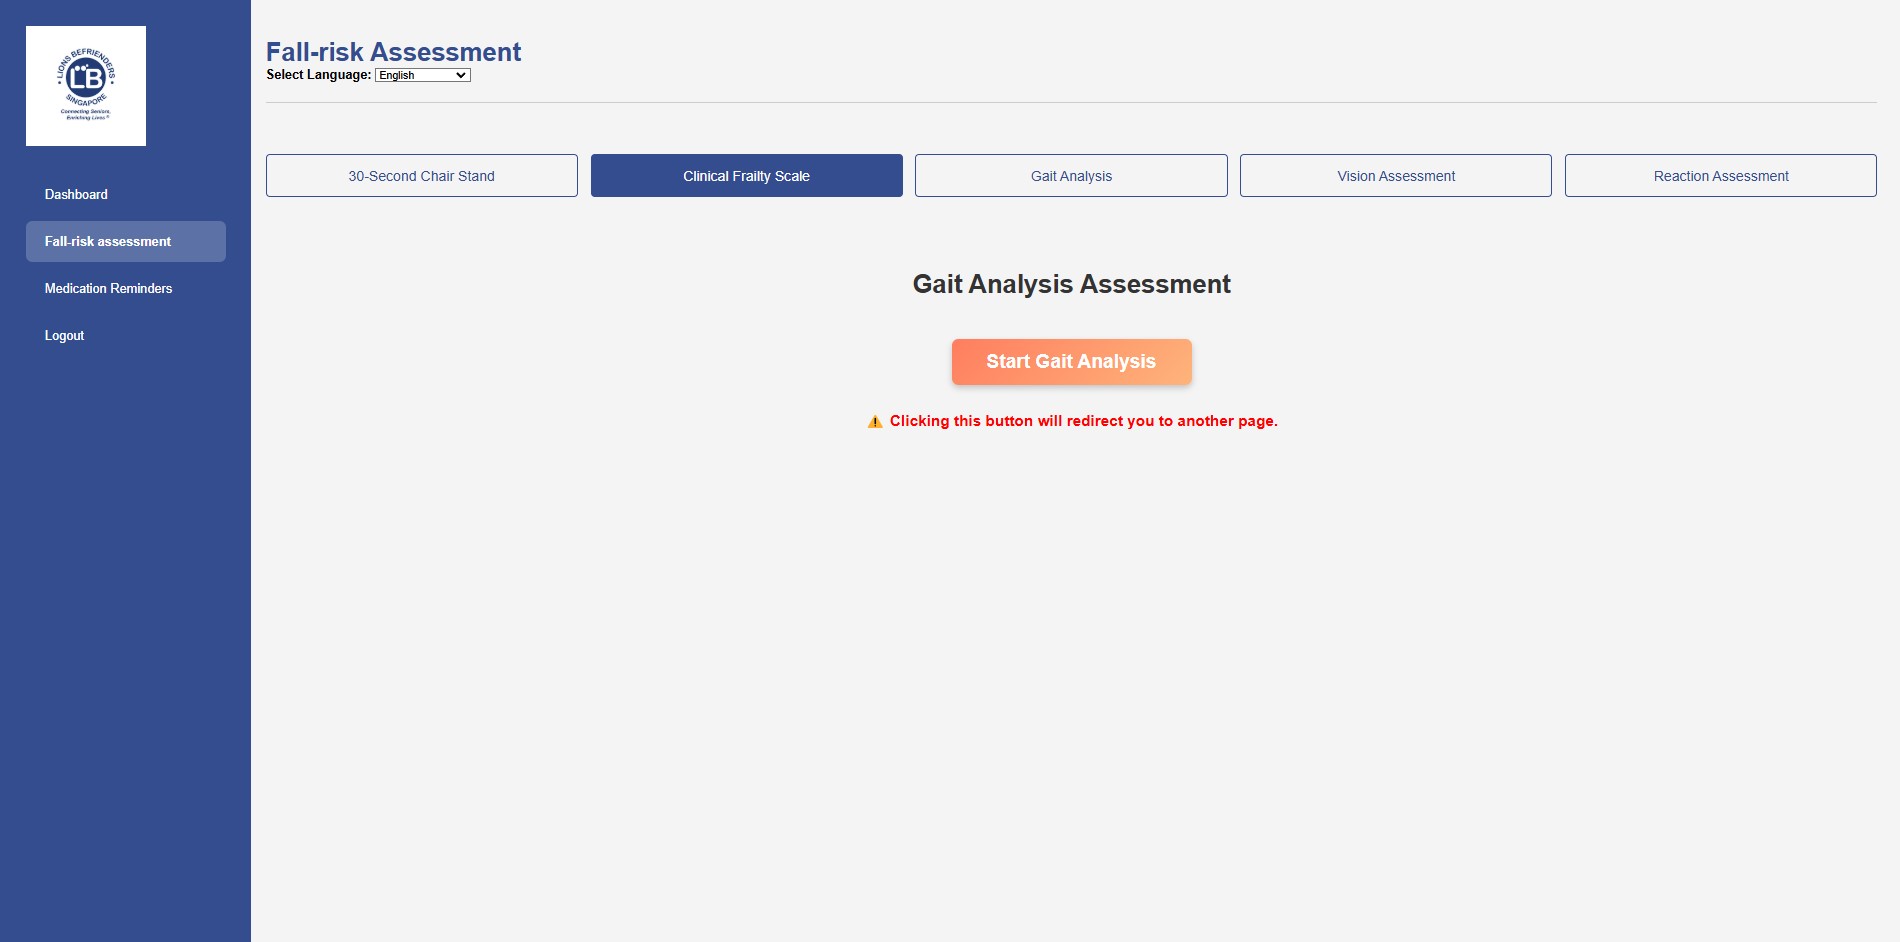 LIONS BEFRIENDERS
LB
SINGAPORE
Connecting Seniors,
Enriching Lives ®
Dashboard
Fall-risk assessment
Medication Reminders
Logout
Fall-risk Assessment
Select Language: English
30-Second Chair Stand
Clinical Frailty Scale
Gait Analysis
Vision Assessment
Reaction Assessment
Gait Analysis Assessment
Start Gait Analysis
⚠️ Clicking this button will redirect you to another page.